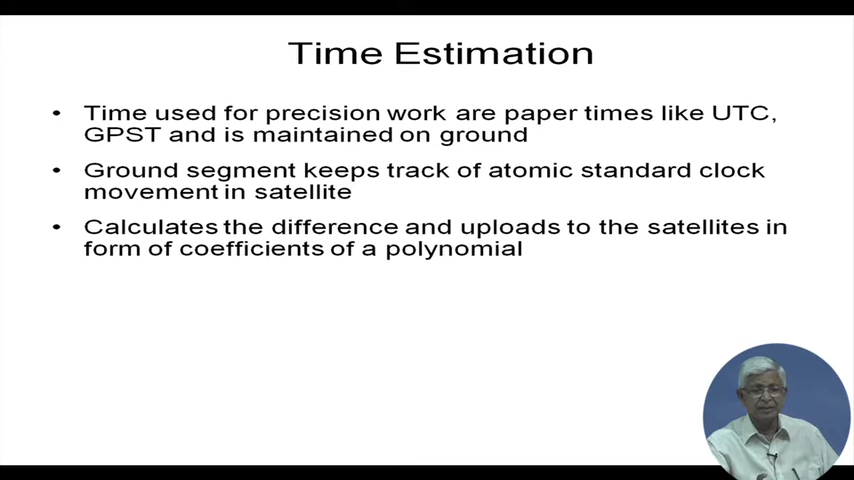 Time Estimation
• Time used for precision work are paper times like UTC,
GPST and is maintained on ground
• Ground segment keeps track of atomic standard clock
movement in satellite
• Calculates the difference and uploads to the satellites in
form of coefficients of a polynomial